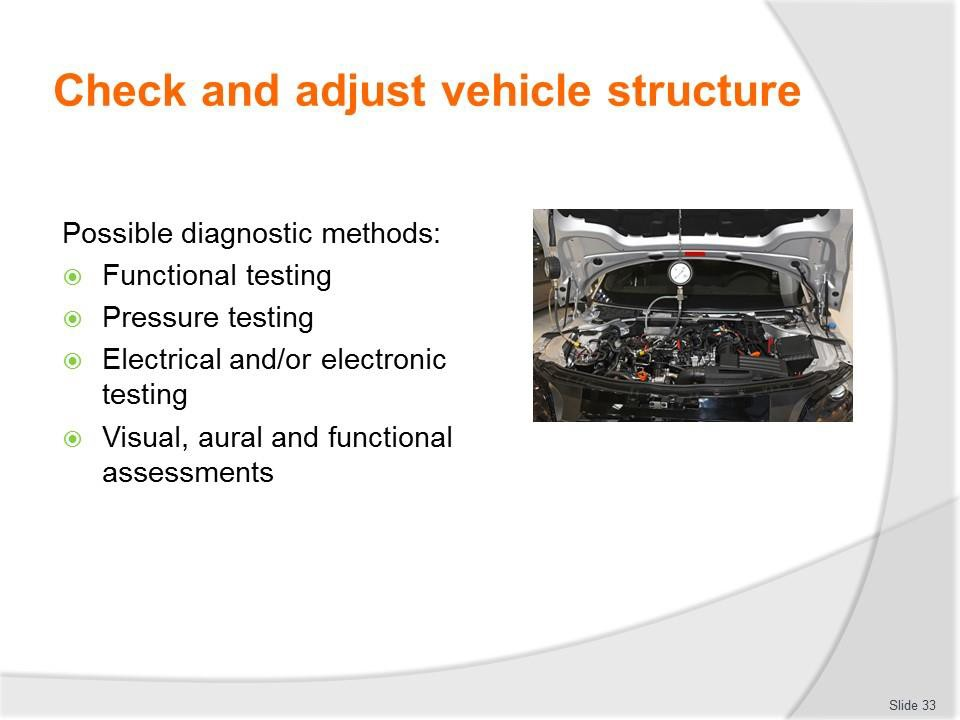 Check and adjust vehicle structure
Possible diagnostic methods:
Functional testing
Pressure testing
Electrical and/or electronic
testing
Visual, aural and functional
assessments
Slide 33